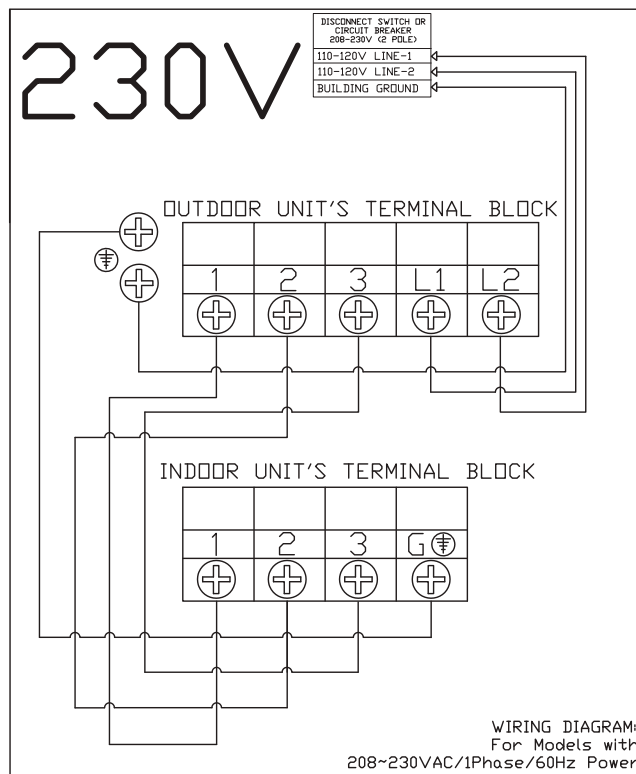 230V
DISCONNECT SWITCH OR
CIRCUIT BREAKER
208-230V (2 POLE)
110-120V LINE-1
110-120V LINE-2
BUILDING GROUND
OUTDOOR UNIT'S TERMINAL BLOCK
1 2 3 L1 L2
INDOOR UNIT'S TERMINAL BLOCK
1 2 3 G
WIRING DIAGRAM:
For Models with
208~230VAC/1Phase/60Hz Power